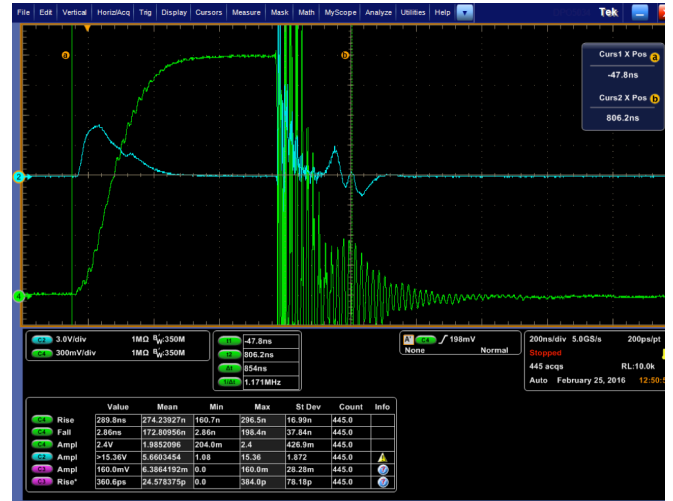 File Edit Vertical Horiz/Acq Trig Display Cursors Measure Mask Math MyScope Analyze Utilities Help Tek
a b
Curs1 X Pos a
-47.8ns
Curs2 X Pos b
806.2ns
2
4
C2 3.0V/div 1MΩ BW:350M
C4 300mV/div 1MΩ BW:350M
t1 -47.8ns
t2 806.2ns
Δt 854ns
1/Δt 1.171MHz
A' C4 198mV
None Normal
200ns/div 5.0GS/s 200ps/pt
Stopped
445 acqs RL:10.0k
Auto February 25, 2016 12:50:5
Value Mean Min Max St Dev Count Info
C4 Rise 289.8ns 274.23927n 160.7n 296.5n 16.99n 445.0
C4 Fall 2.86ns 172.80956n 2.86n 198.4n 37.84n 445.0
C4 Ampl 2.4V 1.9852096 204.0m 2.4 426.9m 445.0
C2 Ampl >15.36V 5.6603454 1.08 15.36 1.872 445.0
C3 Ampl 160.0mV 6.3864192m 0.0 160.0m 28.28m 445.0
C3 Rise* 360.6ps 24.578375p 0.0 384.0p 78.18p 445.0